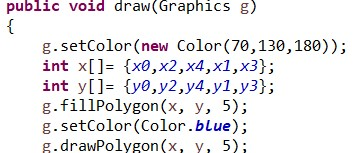 public void draw(Graphics g)
{
g.setColor(new Color(70,130,180));
int x[]= {x0,x2,x4,x1,x3};
int y[]= {y0,y2,y4,y1,y3};
g.fillPolygon(x, y, 5);
g.setColor(Color.blue);
g.drawPolygon(x, y, 5);